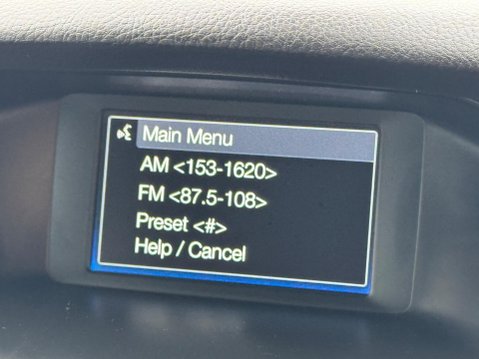 Main Menu
AM <153-1620>
FM <87.5-108>
Preset <#>
Help / Cancel